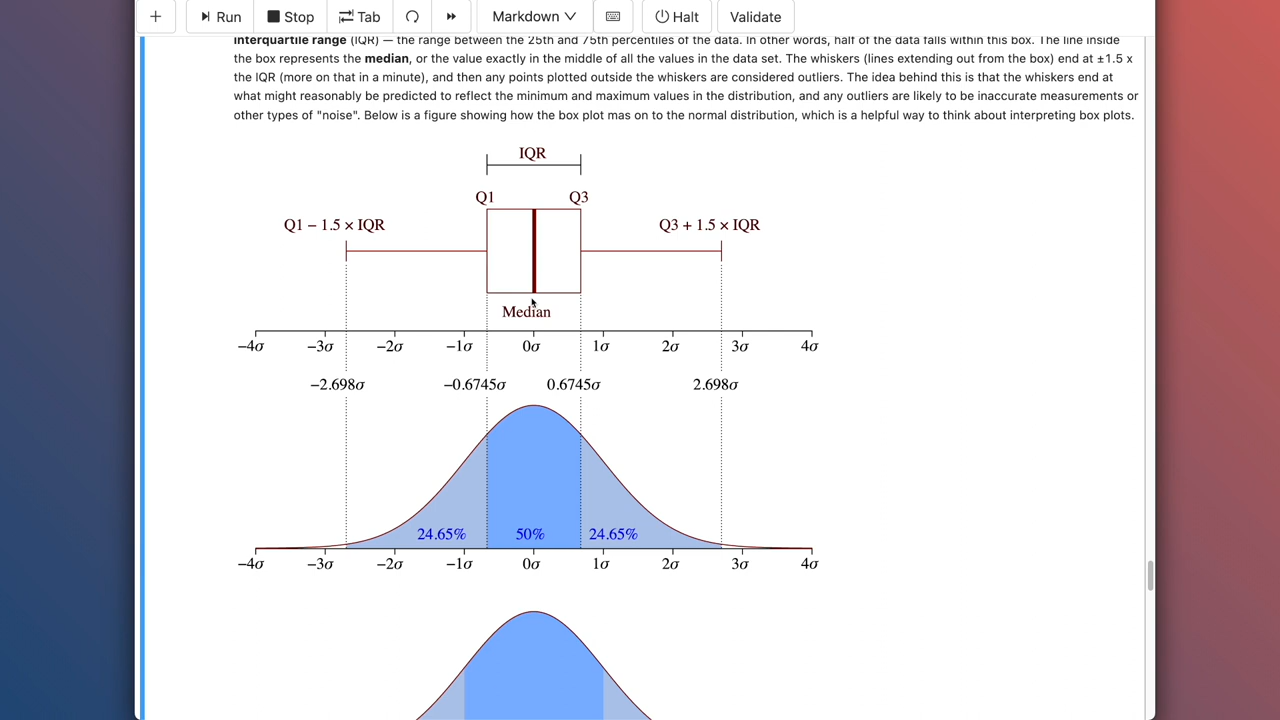 Run Stop Tab Markdown Halt Validate
interquartile range (IQR) — the range between the 25th and 75th percentiles of the data. In other words, half of the data falls within this box. The line inside
the box represents the median, or the value exactly in the middle of all the values in the data set. The whiskers (lines extending out from the box) end at ±1.5 x
the IQR (more on that in a minute), and then any points plotted outside the whiskers are considered outliers. The idea behind this is that the whiskers end at
what might reasonably be predicted to reflect the minimum and maximum values in the distribution, and any outliers are likely to be inaccurate measurements or
other types of "noise". Below is a figure showing how the box plot mas on to the normal distribution, which is a helpful way to think about interpreting box plots.
IQR
Q1 Q3
Q1 − 1.5 × IQR Q3 + 1.5 × IQR
Median
−4σ −3σ −2σ −1σ 0σ 1σ 2σ 3σ 4σ
−2.698σ −0.6745σ 0.6745σ 2.698σ
24.65% 50% 24.65%
−4σ −3σ −2σ −1σ 0σ 1σ 2σ 3σ 4σ